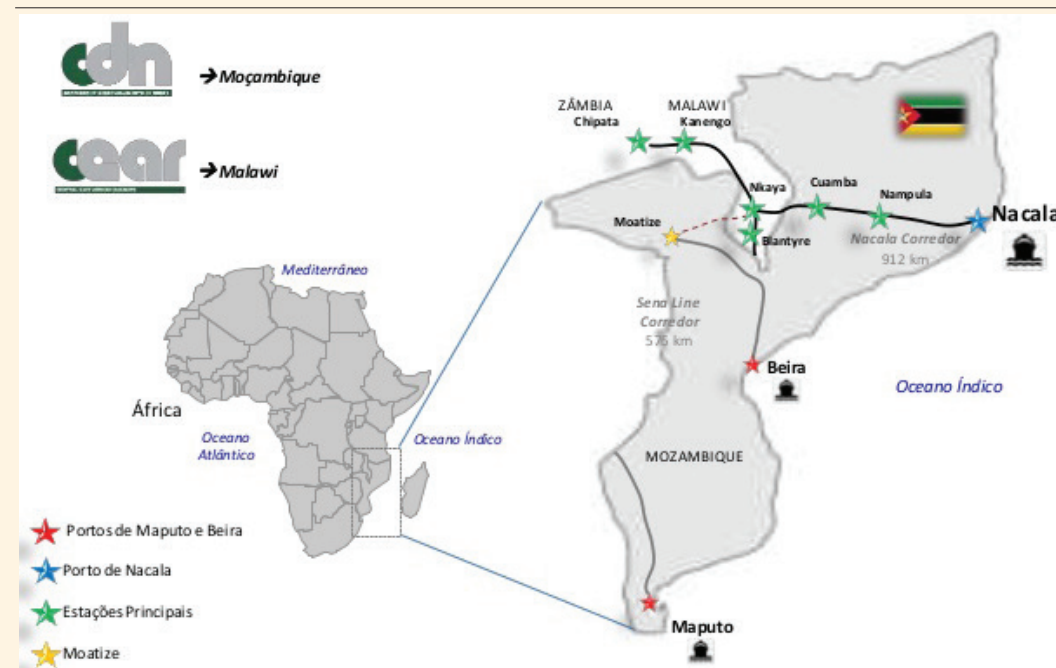 cdn
→ Moçambique
cear
→ Malawi
ZÂMBIA
Chipata
MALAWI
Kanengo
Nkaya
Cuamba
Nampula
Nacala
Moatize
Blantyre
Nacala Corredor
912 km
Sena Line
Corredor
575 km
Beira
Oceano Índico
MOZAMBIQUE
Maputo
Mediterrâneo
África
Oceano
Atlântico
Oceano Índico
Portos de Maputo e Beira
Porto de Nacala
Estações Principais
Moatize